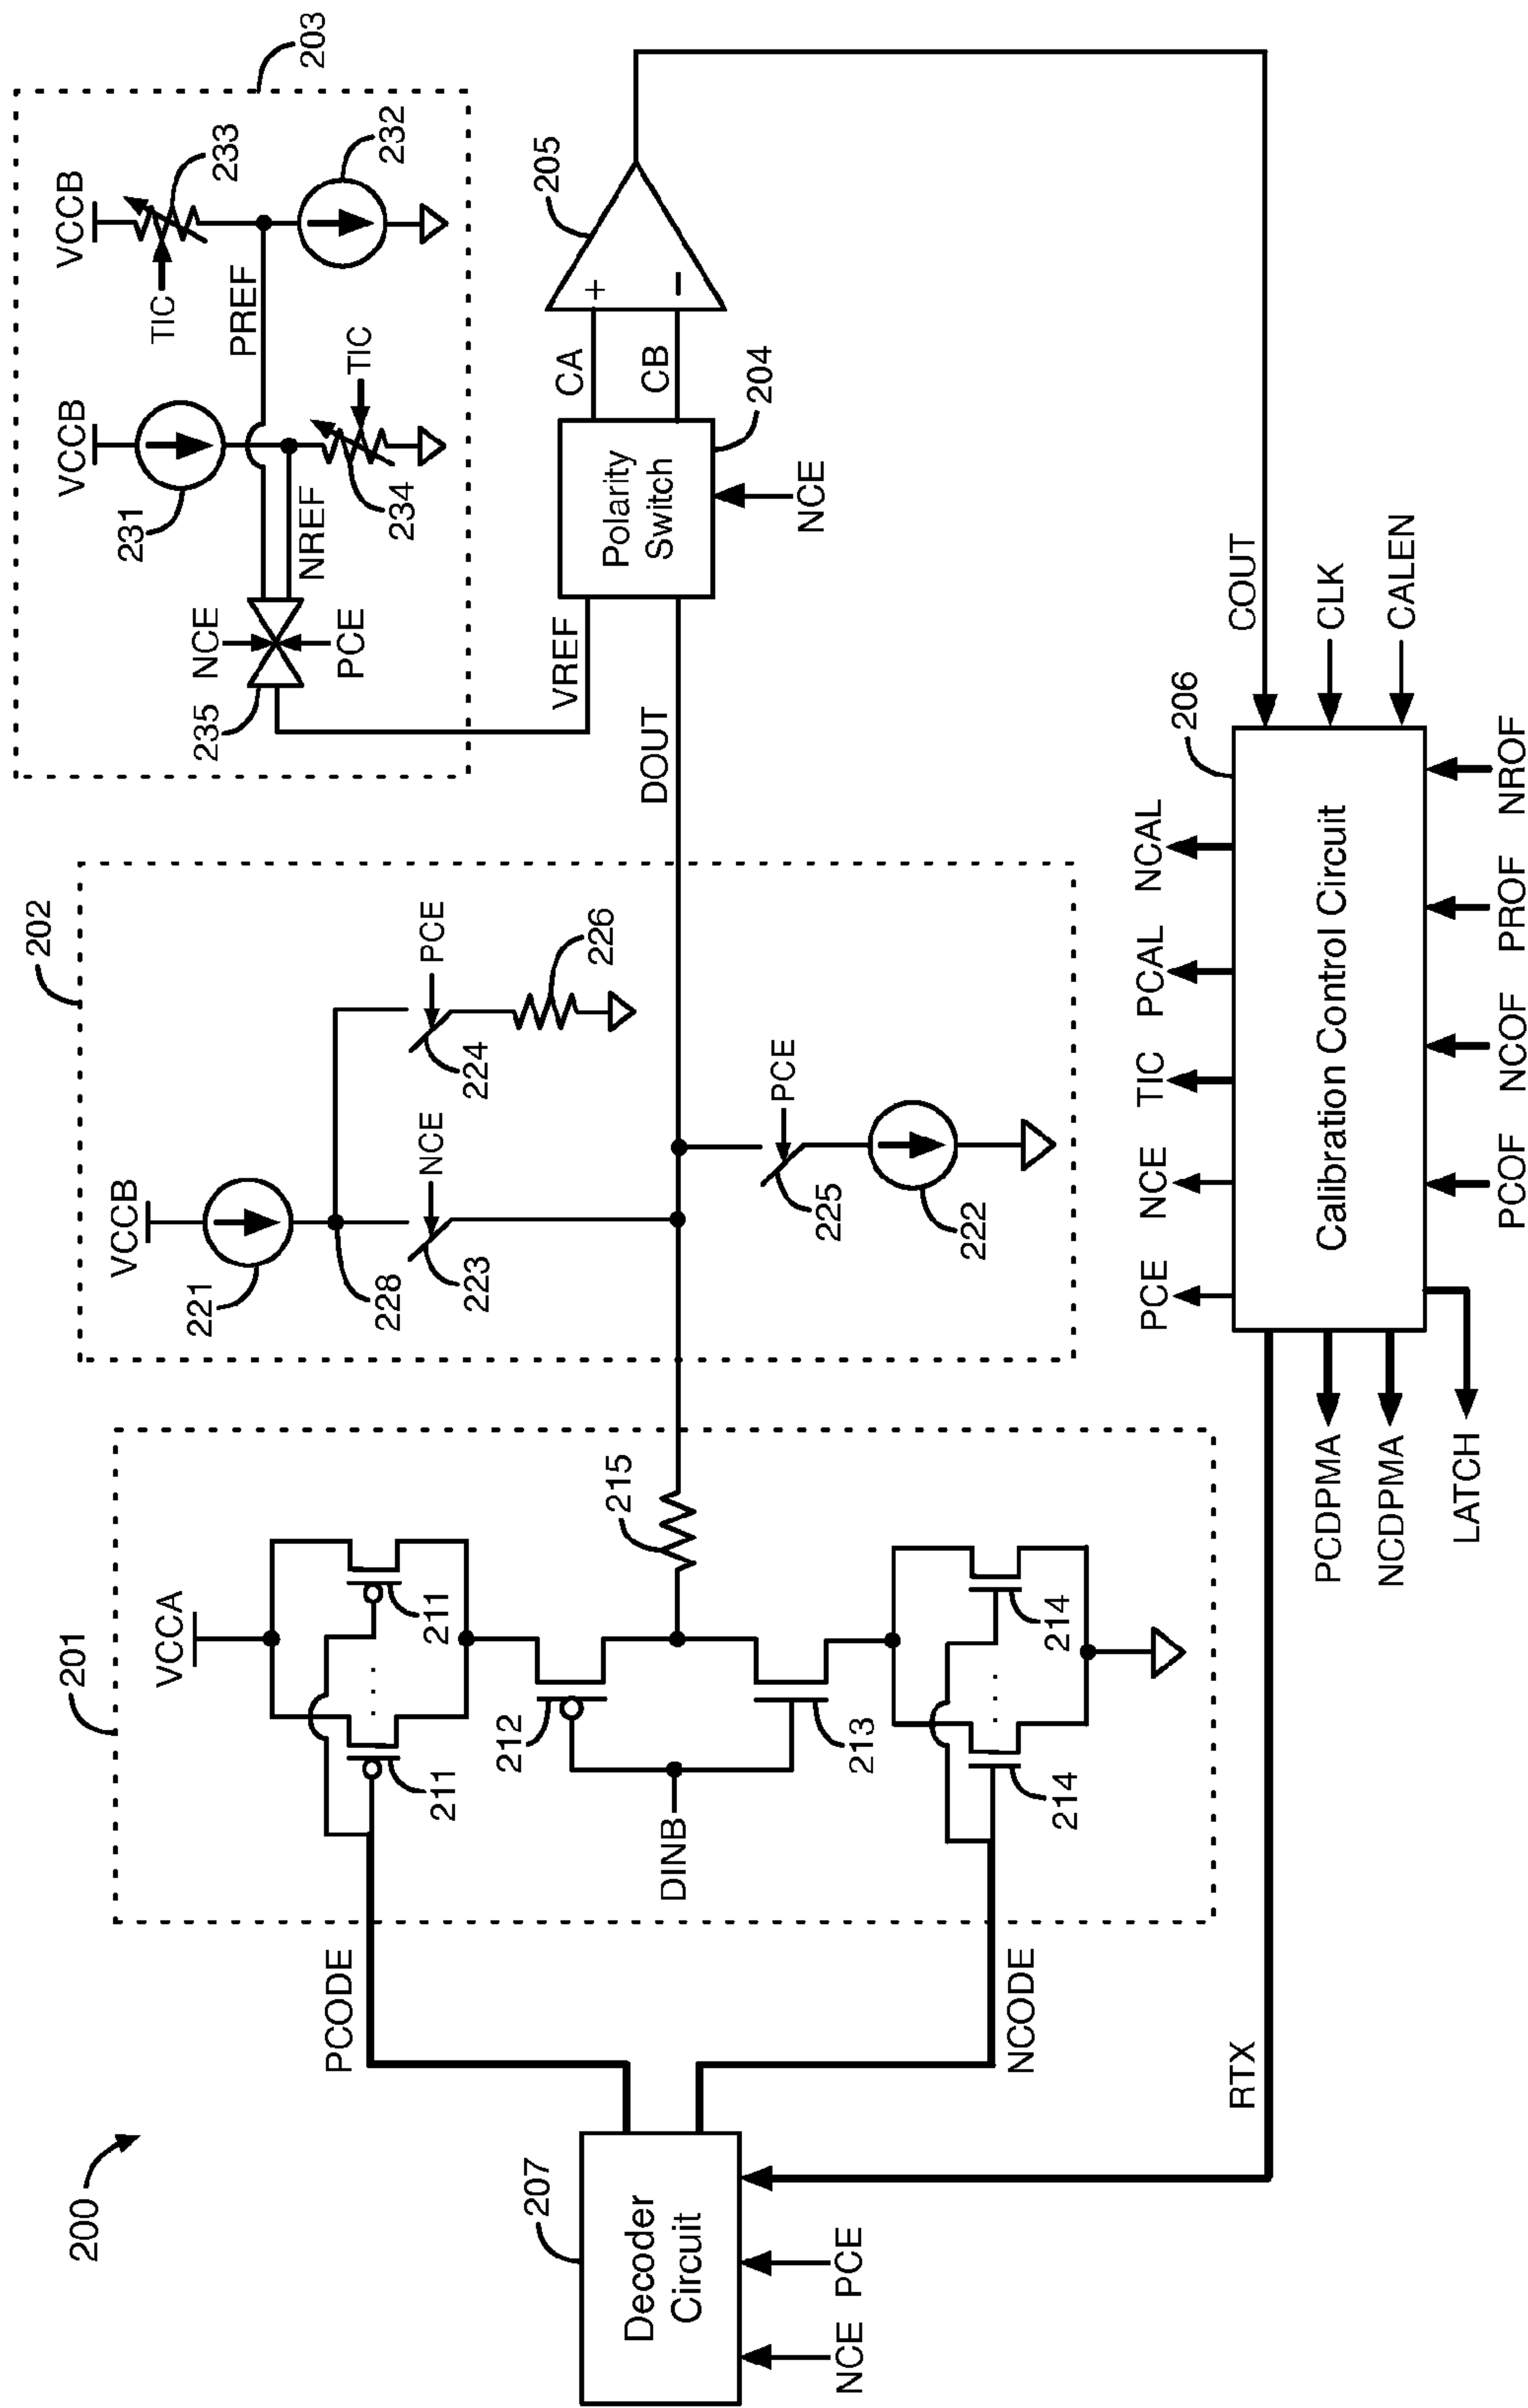 200
201
VCCA
211
211
212
213
DINB
214
214
215
PCODE
NCODE
207
Decoder
Circuit
NCE
PCE
RTX
202
VCCB
221
228
223
NCE
224
PCE
226
225
PCE
222
DOUT
203
VCCB
233
TIC
232
PREF
VCCB
231
TIC
234
NREF
NCE
PCE
235
VREF
Polarity
Switch
204
NCE
CA
CB
205
+
−
COUT
CLK
CALEN
206
Calibration Control Circuit
PCE
NCE
TIC
PCAL
NCAL
PCOF
NCOF
PROF
NROF
PCDPMA
NCDPMA
LATCH